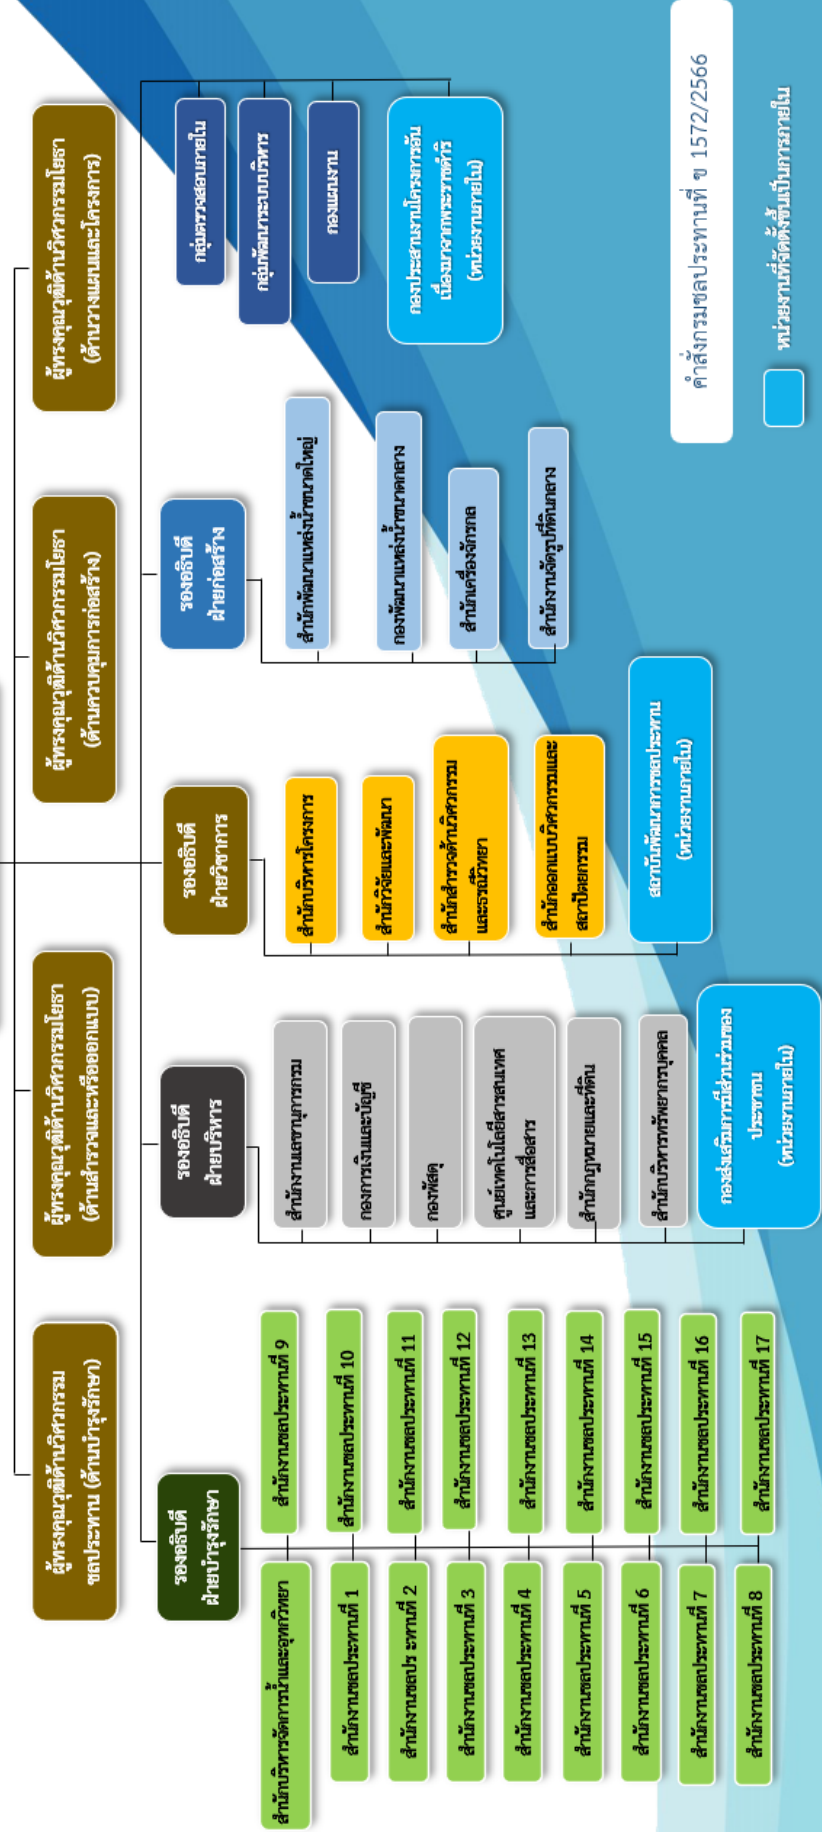 ผู้ทรงคุณวุฒิด้านวิศวกรรม
ชลประทาน (ด้านบำรุงรักษา)
ผู้ทรงคุณวุฒิด้านวิศวกรรมโยธา
(ด้านสำรวจและหรือออกแบบ)
ผู้ทรงคุณวุฒิด้านวิศวกรรมโยธา
(ด้านควบคุมการก่อสร้าง)
ผู้ทรงคุณวุฒิด้านวิศวกรรมโยธา
(ด้านวางแผนและโครงการ)
รองอธิบดี
ฝ่ายบำรุงรักษา
สำนักบริหารจัดการน้ำและอุทกวิทยา
สำนักงานชลประทานที่ 1
สำนักงานชลปร ะทานที่ 2
สำนักงานชลประทานที่ 3
สำนักงานชลประทานที่ 4
สำนักงานชลประทานที่ 5
สำนักงานชลประทานที่ 6
สำนักงานชลประทานที่ 7
สำนักงานชลประทานที่ 8
สำนักงานชลประทานที่ 9
สำนักงานชลประทานที่ 10
สำนักงานชลประทานที่ 11
สำนักงานชลประทานที่ 12
สำนักงานชลประทานที่ 13
สำนักงานชลประทานที่ 14
สำนักงานชลประทานที่ 15
สำนักงานชลประทานที่ 16
สำนักงานชลประทานที่ 17
รองอธิบดี
ฝ่ายบริหาร
สำนักงานเลขานุการกรม
กองการเงินและบัญชี
กองพัสดุ
ศูนย์เทคโนโลยีสารสนเทศ
และการสื่อสาร
สำนักกฎหมายและที่ดิน
สำนักบริหารทรัพยากรบุคคล
กองส่งเสริมการมีส่วนร่วมของ
ประชาชน
(หน่วยงานภายใน)
รองอธิบดี
ฝ่ายวิชาการ
สำนักบริหารโครงการ
สำนักวิจัยและพัฒนา
สำนักสำรวจด้านวิศวกรรม
และธรณีวิทยา
สำนักออกแบบวิศวกรรมและ
สถาปัตยกรรม
สถาบันพัฒนาการชลประทาน
(หน่วยงานภายใน)
รองอธิบดี
ฝ่ายก่อสร้าง
สำนักพัฒนาแหล่งน้ำขนาดใหญ่
กองพัฒนาแหล่งน้ำขนาดกลาง
สำนักเครื่องจักรกล
สำนักงานจัดรูปที่ดินกลาง
กลุ่มตรวจสอบภายใน
กลุ่มพัฒนาระบบบริหาร
กองแผนงาน
กองประสานงานโครงการอัน
เนื่องมาจากพระราชดำริ
(หน่วยงานภายใน)
คำสั่งกรมชลประทานที่ ข 1572/2566
หน่วยงานที่จัดตั้งขึ้นเป็นการภายใน